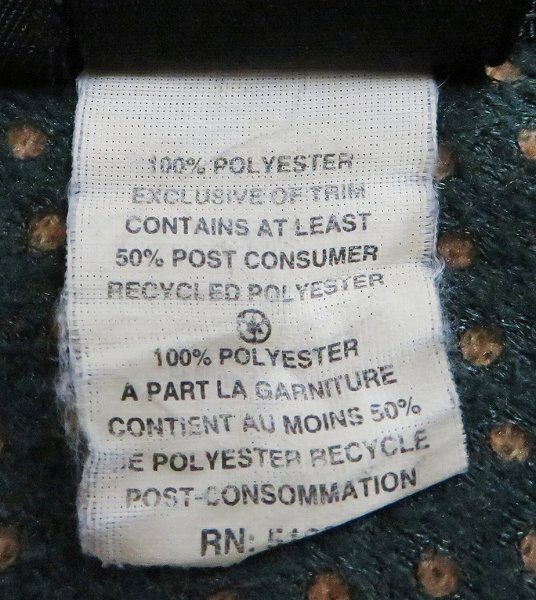 100% POLYESTER
EXCLUSIVE OF TRIM
CONTAINS AT LEAST
50% POST CONSUMER
RECYCLED POLYESTER
100% POLYESTER
À PART LA GARNITURE
CONTIENT AU MOINS 50%
DE POLYESTER RECYCLE
POST-CONSOMMATION
RN: